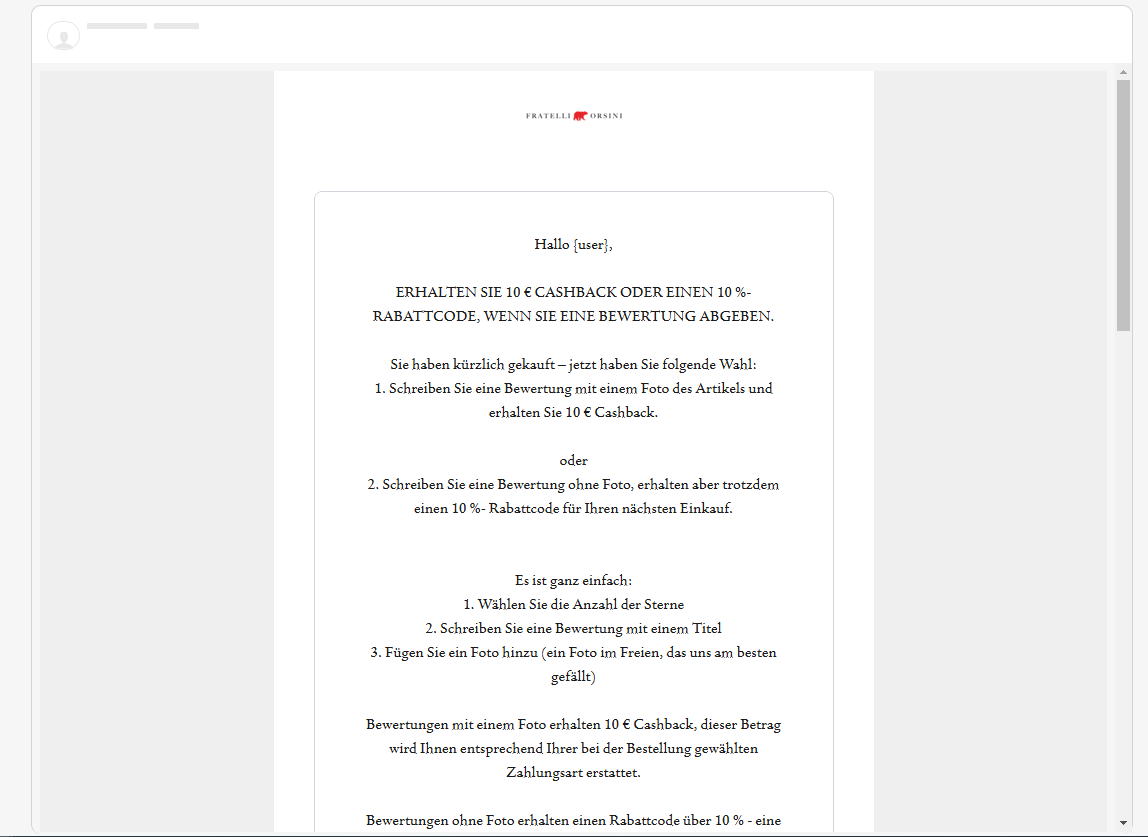 FRATELLI ORSINI
Hallo {user},
ERHALTEN SIE 10 € CASHBACK ODER EINEN 10 %-
RABATTCODE, WENN SIE EINE BEWERTUNG ABGEBEN.
Sie haben kürzlich gekauft – jetzt haben Sie folgende Wahl:
1. Schreiben Sie eine Bewertung mit einem Foto des Artikels und
erhalten Sie 10 € Cashback.
oder
2. Schreiben Sie eine Bewertung ohne Foto, erhalten aber trotzdem
einen 10 %- Rabattcode für Ihren nächsten Einkauf.
Es ist ganz einfach:
1. Wählen Sie die Anzahl der Sterne
2. Schreiben Sie eine Bewertung mit einem Titel
3. Fügen Sie ein Foto hinzu (ein Foto im Freien, das uns am besten
gefällt)
Bewertungen mit einem Foto erhalten 10 € Cashback, dieser Betrag
wird Ihnen entsprechend Ihrer bei der Bestellung gewählten
Zahlungsart erstattet.
Bewertungen ohne Foto erhalten einen Rabattcode über 10 % - eine